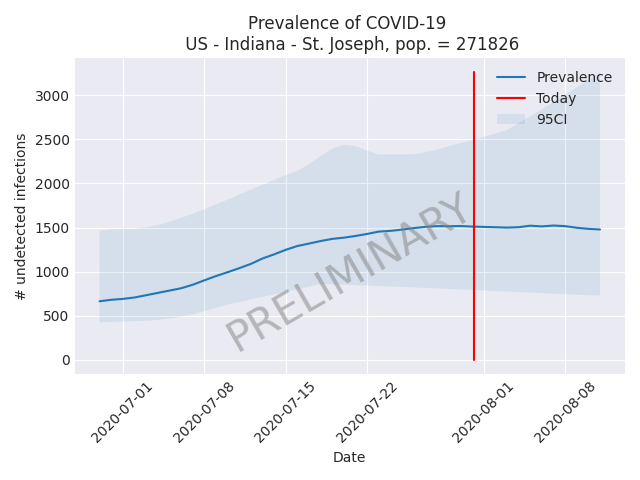 Prevalence of COVID-19
US - Indiana - St. Joseph, pop. = 271826
Prevalence
Today
95CI
3000
2500
2000
1500
1000
500
0
# undetected infections
PRELIMINARY
2020-07-01
2020-07-08
2020-07-15
2020-07-22
2020-08-01
2020-08-08
Date